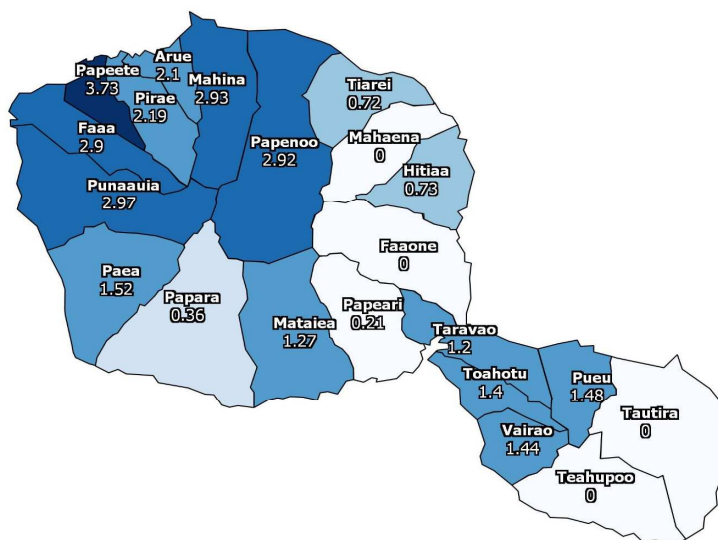 Arue
2.1
Papeete
3.73
Mahina
2.93
Pirae
2.19
Tiarei
0.72
Faaa
2.9
Papenoo
2.92
Mahaena
0
Hitiaa
0.73
Punaauia
2.97
Faaone
0
Paea
1.52
Papara
0.36
Mataiea
1.27
Papeari
0.21
Taravao
1.2
Toahotu
1.4
Pueu
1.48
Tautira
0
Vairao
1.44
Teahupoo
0